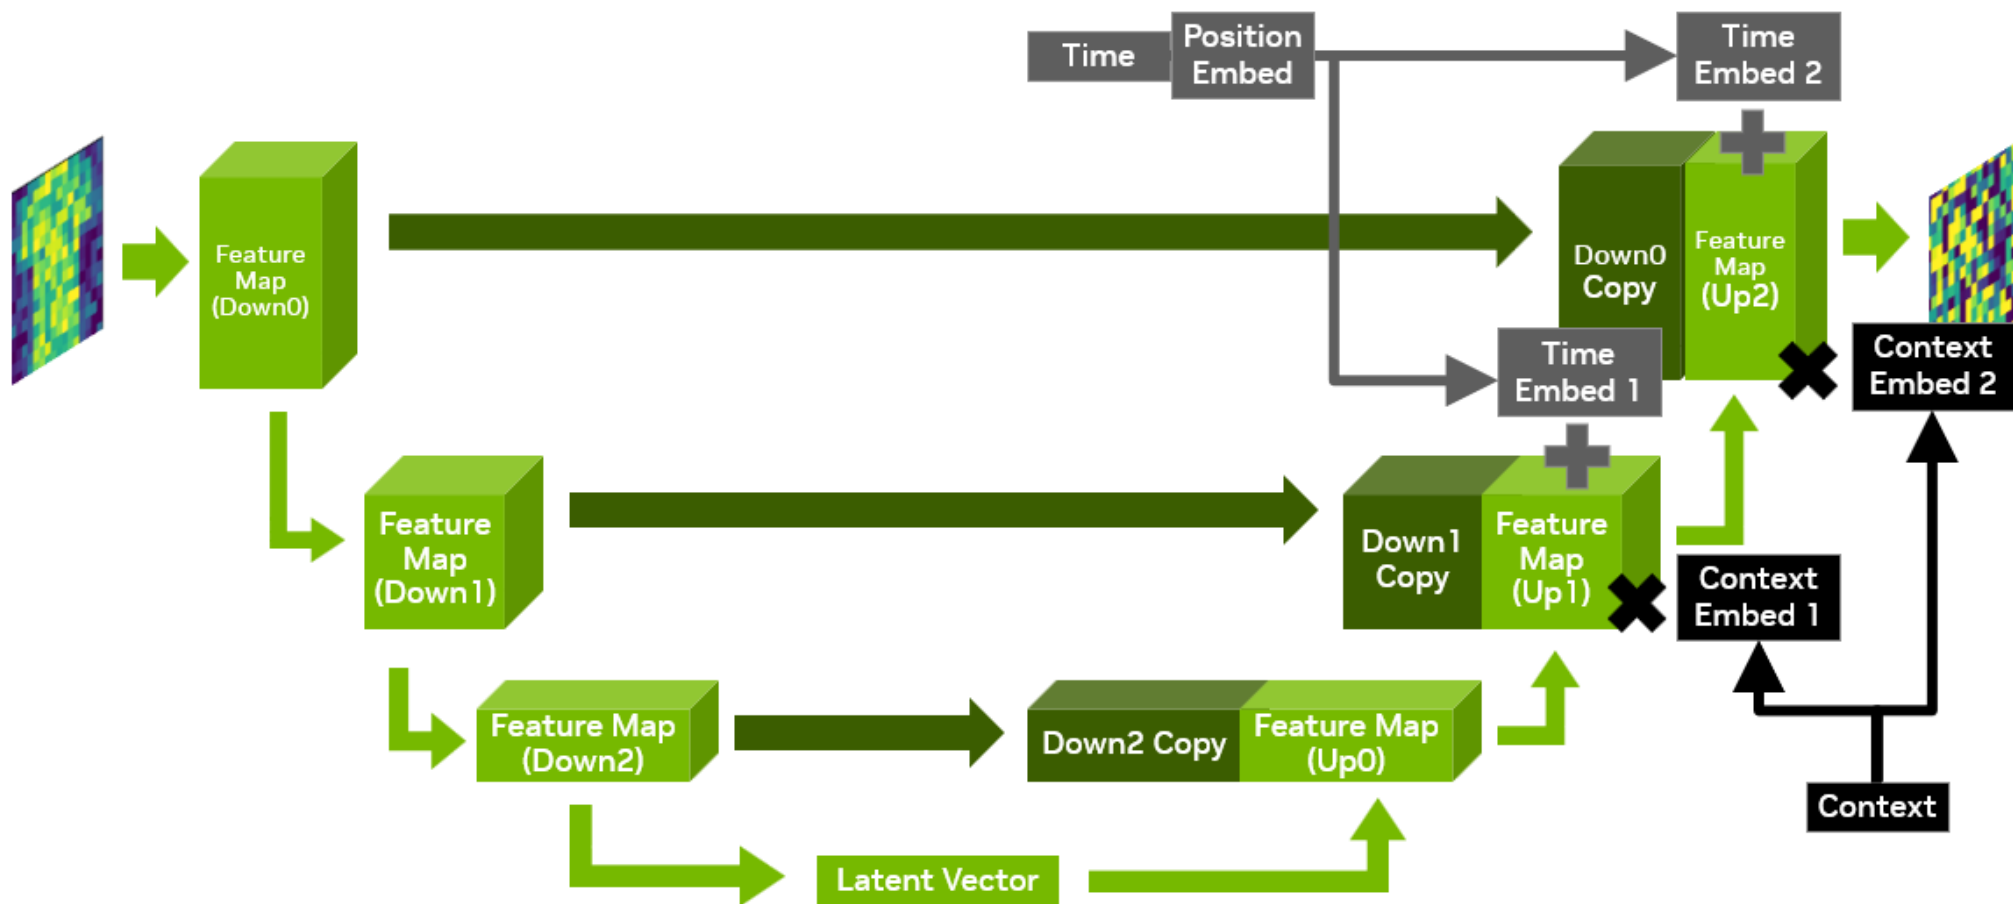 Time
Position
Embed
Time
Embed 2
Feature
Map
(Down0)
Down0
Copy
Feature
Map
(Up2)
Time
Embed 1
Context
Embed 2
Feature
Map
(Down1)
Down1
Copy
Feature
Map
(Up1)
Context
Embed 1
Feature Map
(Down2)
Down2 Copy
Feature Map
(Up0)
Context
Latent Vector